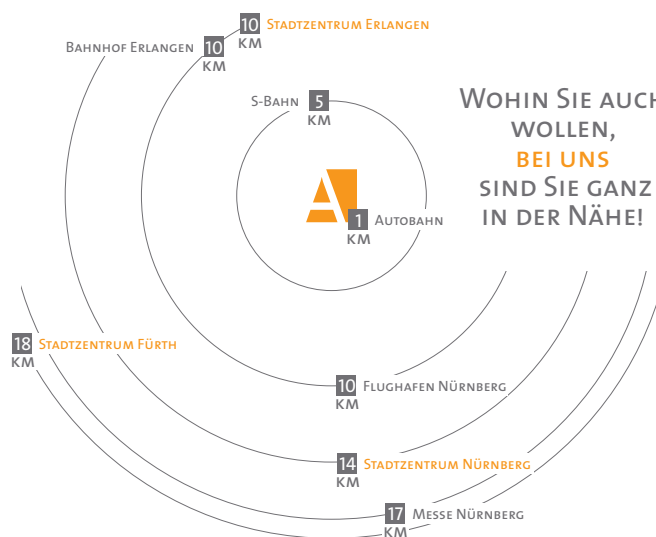 10 KM STADTZENTRUM ERLANGEN
BAHNHOF ERLANGEN 10 KM
S-BAHN 5 KM
WOHIN SIE AUCH
WOLLEN,
BEI UNS
SIND SIE GANZ
IN DER NÄHE!
A
1 KM AUTOBAHN
18 KM STADTZENTRUM FÜRTH
10 KM FLUGHAFEN NÜRNBERG
14 KM STADTZENTRUM NÜRNBERG
17 KM MESSE NÜRNBERG